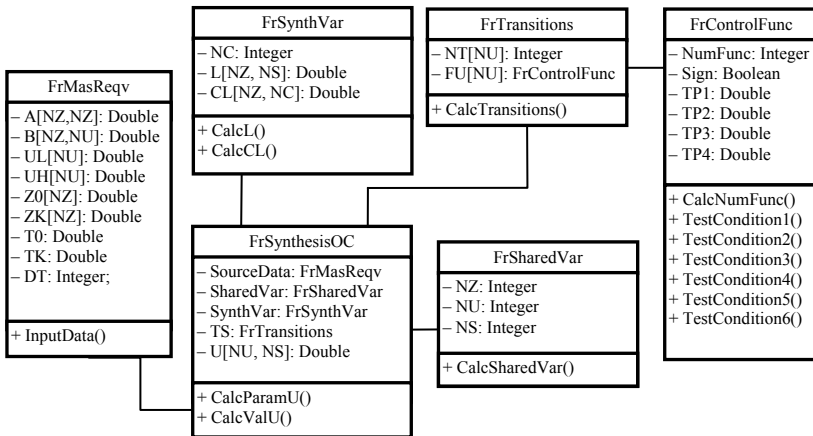 FrMasReqv
– A[NZ,NZ]: Double
– B[NZ,NU]: Double
– UL[NU]: Double
– UH[NU]: Double
– Z0[NZ]: Double
– ZK[NZ]: Double
– T0: Double
– TK: Double
– DT: Integer;
+ InputData()
FrSynthVar
– NC: Integer
– L[NZ, NS]: Double
– CL[NZ, NC]: Double
+ CalcL()
+ CalcCL()
FrTransitions
– NT[NU]: Integer
– FU[NU]: FrControlFunc
+ CalcTransitions()
FrControlFunc
– NumFunc: Integer
– Sign: Boolean
– TP1: Double
– TP2: Double
– TP3: Double
– TP4: Double
+ CalcNumFunc()
+ TestCondition1()
+ TestCondition2()
+ TestCondition3()
+ TestCondition4()
+ TestCondition5()
+ TestCondition6()
FrSynthesisOC
– SourceData: FrMasReqv
– SharedVar: FrSharedVar
– SynthVar: FrSynthVar
– TS: FrTransitions
– U[NU, NS]: Double
+ CalcParamU()
+ CalcValU()
FrSharedVar
– NZ: Integer
– NU: Integer
– NS: Integer
+ CalcSharedVar()